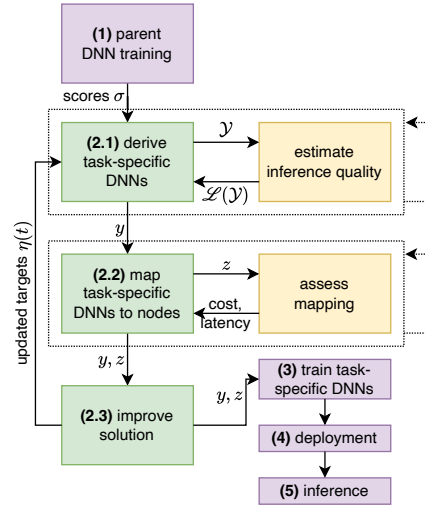 (1) parent
DNN training
scores σ
(2.1) derive
task-specific
DNNs
𝒴
estimate
inference quality
ℒ(𝒴)
y
updated targets η(t)
(2.2) map
task-specific
DNNs to nodes
z
cost,
latency
assess
mapping
y, z
(2.3) improve
solution
y, z
(3) train task-
specific DNNs
(4) deployment
(5) inference